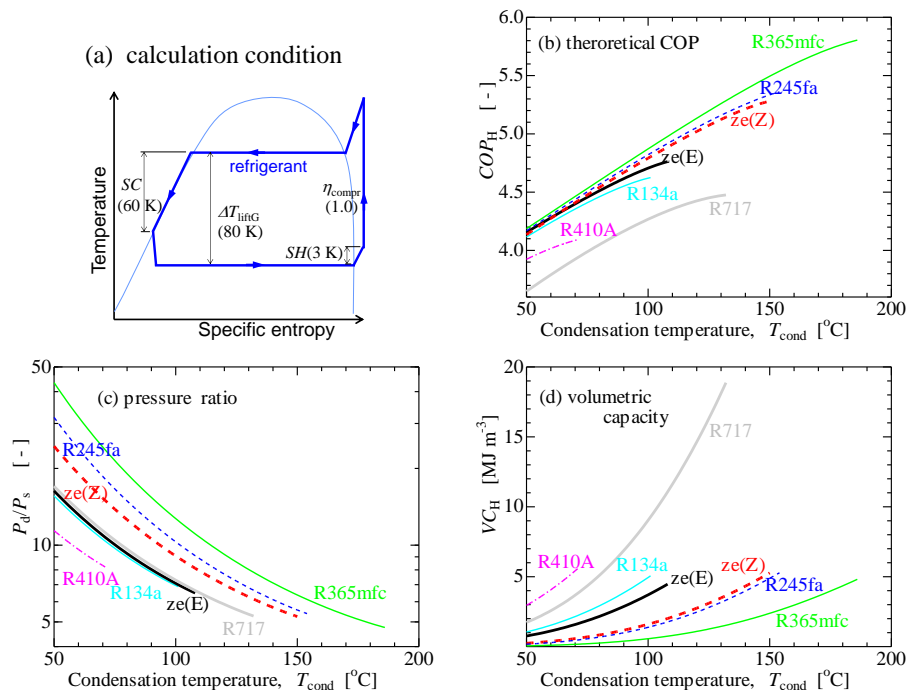 (a) calculation condition
Temperature
SC
(60 K)
refrigerant
ΔT_liftG
(80 K)
η_compr
(1.0)
SH(3 K)
Specific entropy
(b) theroretical COP
COP_H [ - ]
6.0
5.5
5.0
4.5
4.0
R365mfc
R245fa
ze(Z)
ze(E)
R134a
R717
R410A
50 100 150 200
Condensation temperature, T_cond [°C]
(c) pressure ratio
P_d/P_s [ - ]
50
10
5
R245fa
ze(Z)
R410A
R134a
ze(E)
R717
R365mfc
50 100 150 200
Condensation temperature, T_cond [°C]
(d) volumetric
capacity
VC_H [MJ m⁻³]
20
15
10
5
0
R717
R410A
R134a
ze(E)
ze(Z)
R245fa
R365mfc
50 100 150 200
Condensation temperature, T_cond [°C]